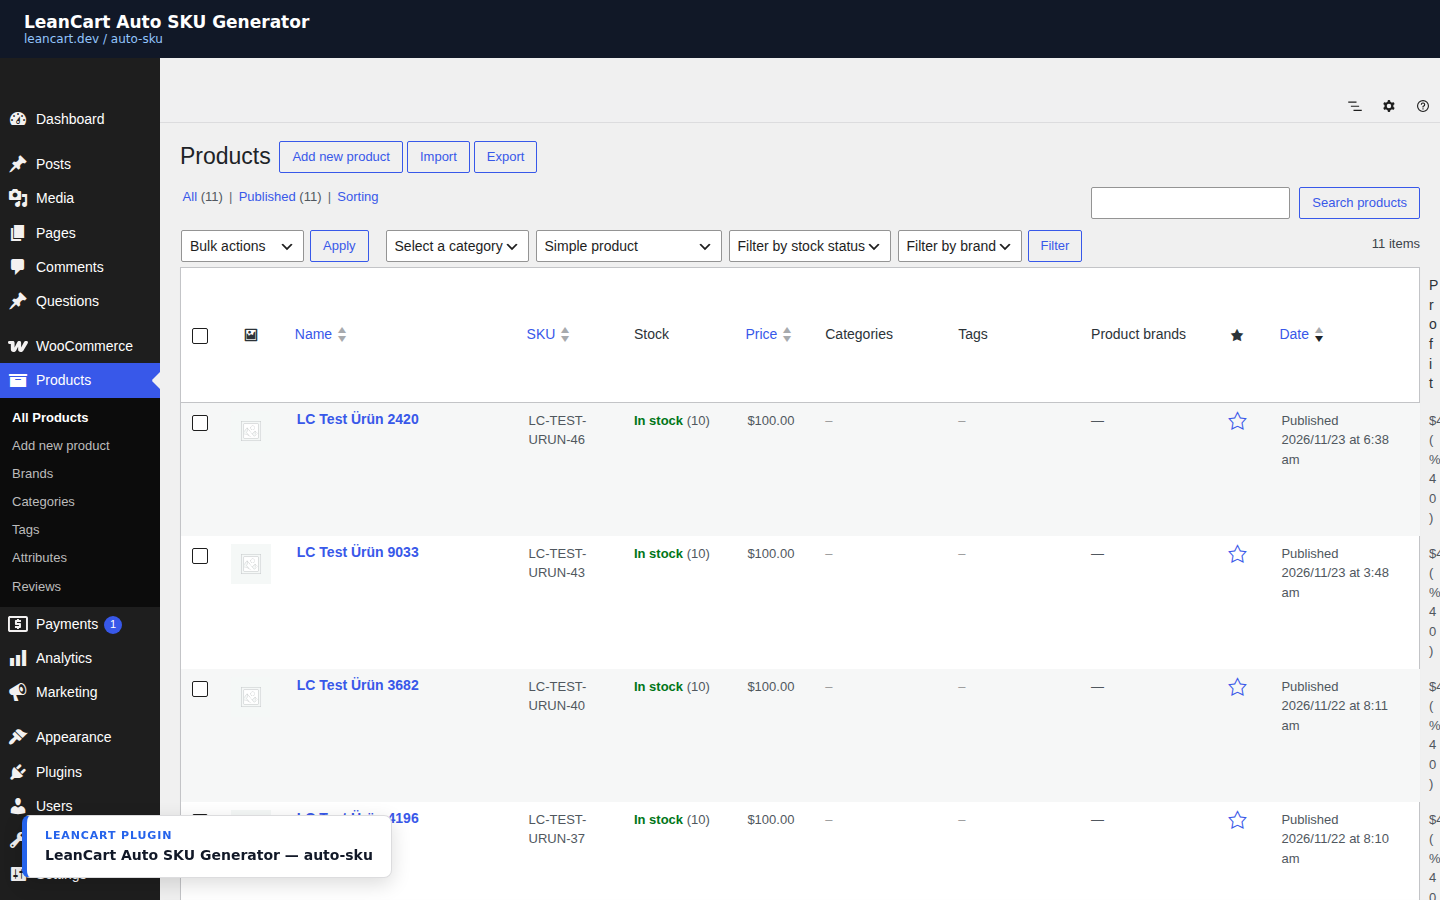 LeanCart Auto SKU Generator
leancart.dev / auto-sku
Dashboard
Posts
Media
Pages
Comments
Questions
WooCommerce
Products
All Products
Add new product
Brands
Categories
Tags
Attributes
Reviews
Payments 1
Analytics
Marketing
Appearance
Plugins
Users
Products Add new product Import Export
All (11) | Published (11) | Sorting
Search products
Bulk actions Apply Select a category Simple product Filter by stock status Filter by brand Filter 11 items
Name SKU Stock Price Categories Tags Product brands Date Profit
LC Test Ürün 2420 LC-TEST- In stock (10) $100.00 – – — Published
URUN-46 2026/11/23 at 6:38
am
LC Test Ürün 9033 LC-TEST- In stock (10) $100.00 – – — Published
URUN-43 2026/11/23 at 3:48
am
LC Test Ürün 3682 LC-TEST- In stock (10) $100.00 – – — Published
URUN-40 2026/11/22 at 8:11
am
4196 LC-TEST- In stock (10) $100.00 – – — Published
URUN-37 2026/11/22 at 8:10
am
LEANCART PLUGIN
LeanCart Auto SKU Generator — auto-sku